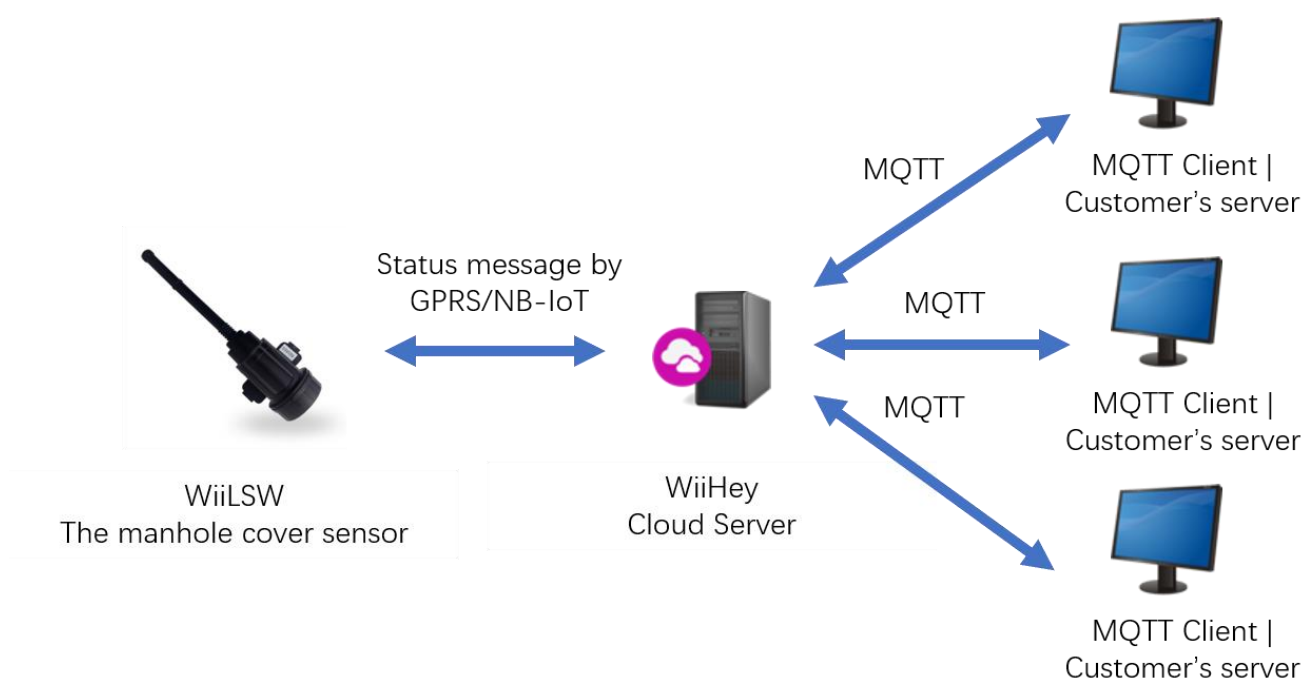 Status message by
GPRS/NB-IoT
WiiLSW
The manhole cover sensor
WiiHey
Cloud Server
MQTT
MQTT
MQTT
MQTT Client |
Customer's server
MQTT Client |
Customer's server
MQTT Client |
Customer's server